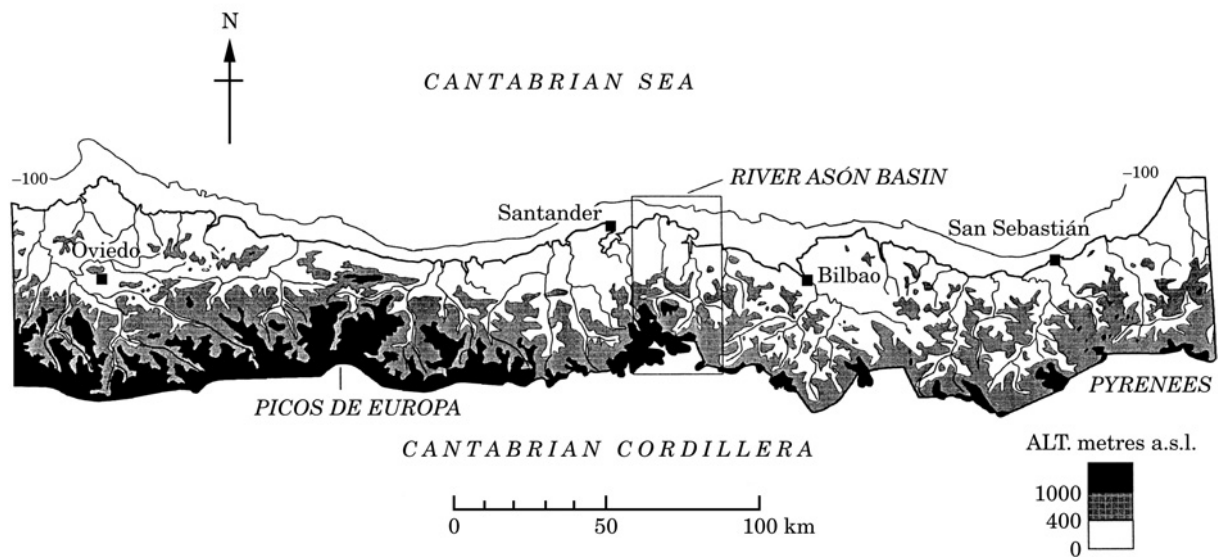 N
CANTABRIAN SEA
–100
RIVER ASÓN BASIN
–100
Santander
San Sebastián
Oviedo
Bilbao
PICOS DE EUROPA
PYRENEES
CANTABRIAN CORDILLERA
ALT. metres a.s.l.
1000
400
0
0 50 100 km